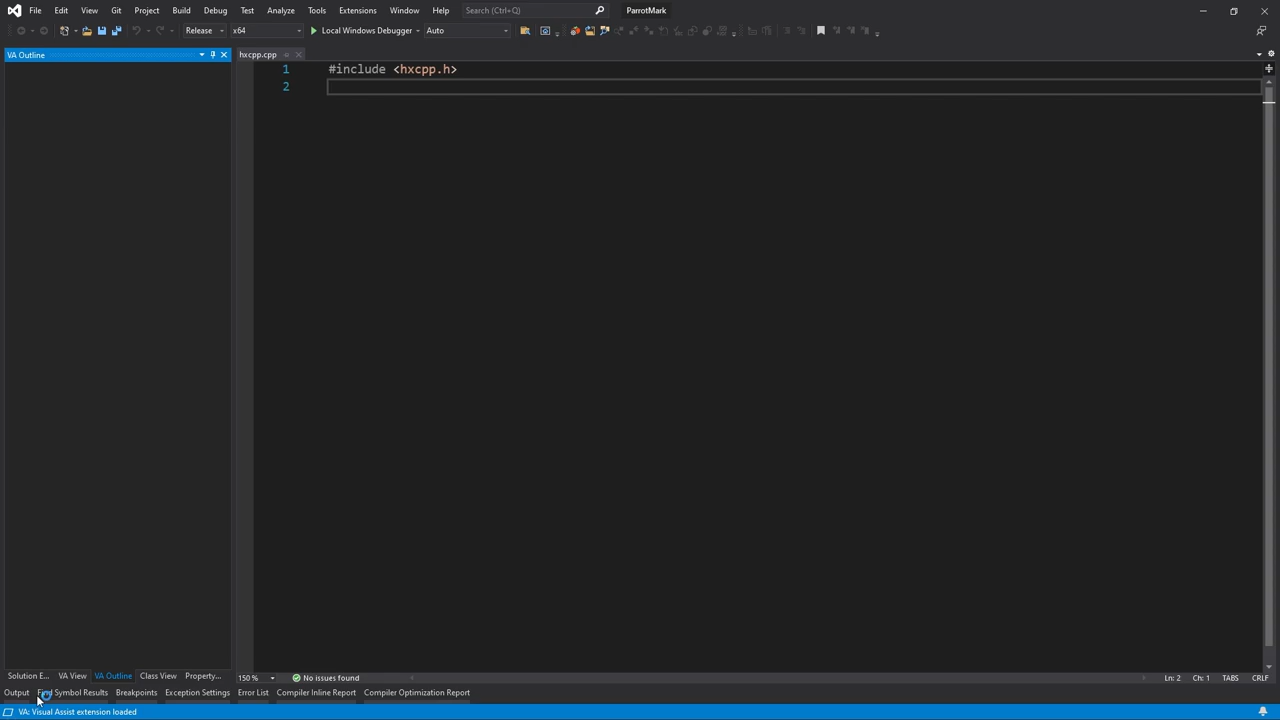 File Edit View Git Project Build Debug Test Analyze Tools Extensions Window Help Search (Ctrl+Q) ParrotMark
Release x64 Local Windows Debugger Auto
VA Outline
hxcpp.cpp
1 #include <hxcpp.h>
2
150 % No issues found Ln: 2 Ch: 1 TABS CRLF
Solution E... VA View VA Outline Class View Property...
Output Find Symbol Results Breakpoints Exception Settings Error List Compiler Inline Report Compiler Optimization Report
VA: Visual Assist extension loaded